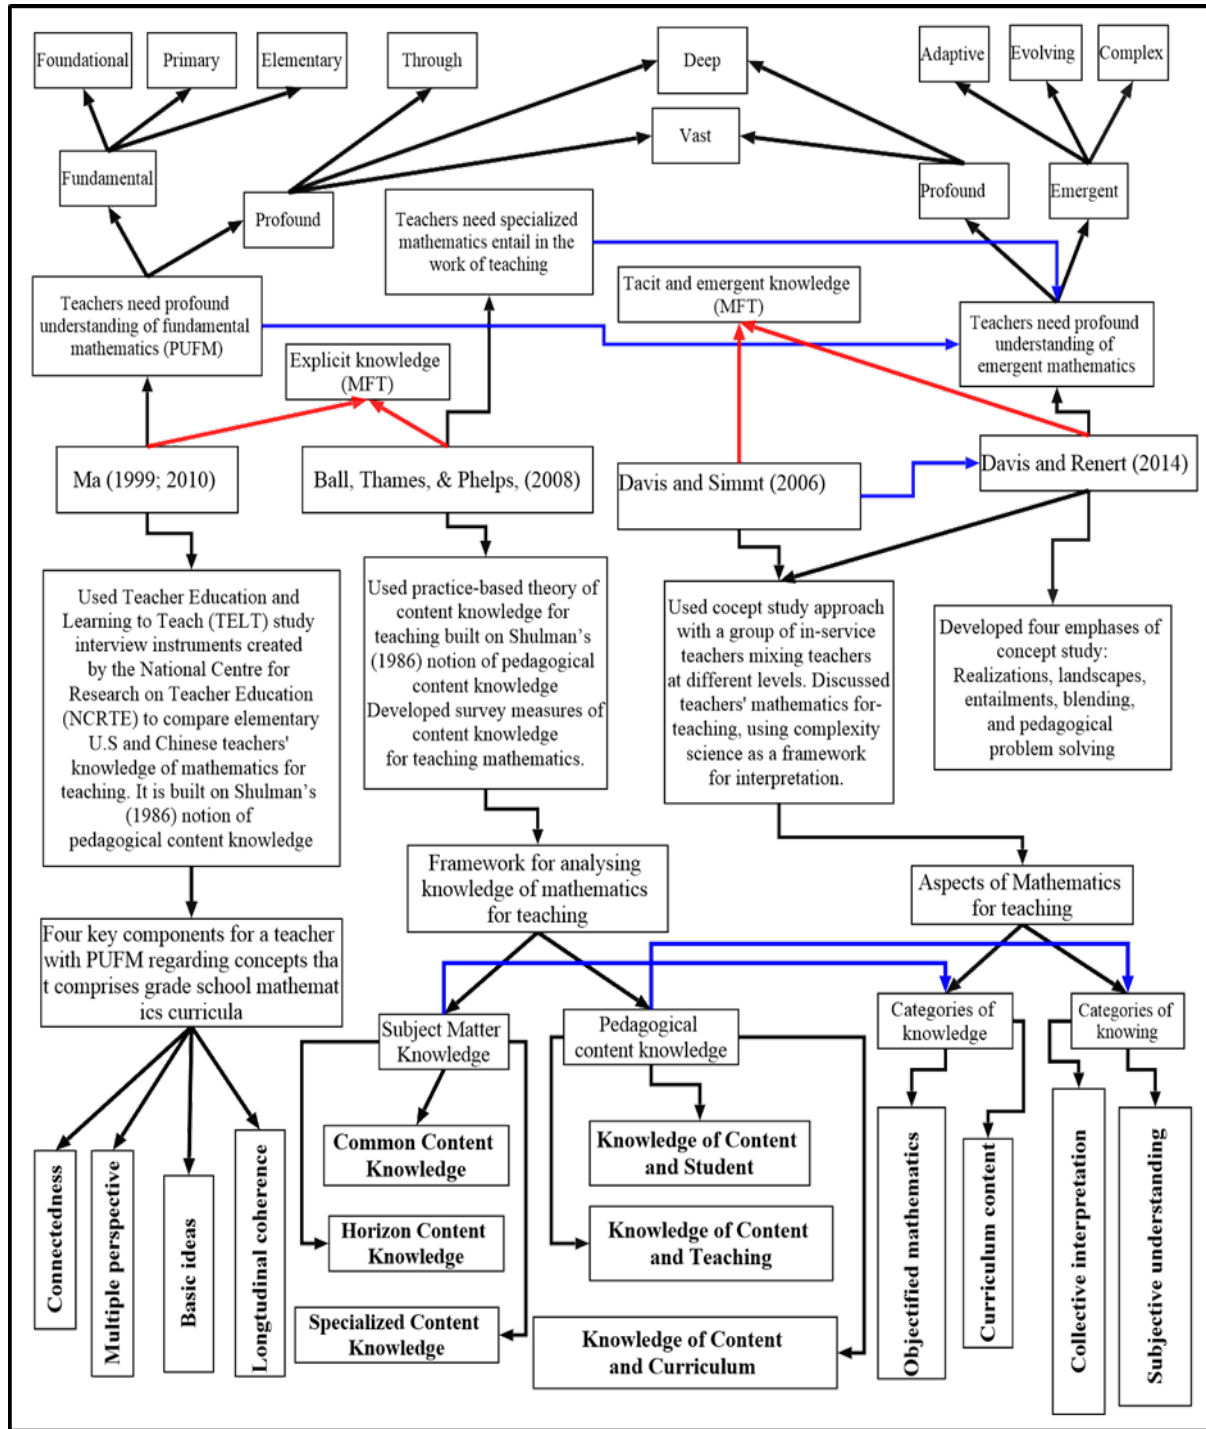 Foundational
Primary
Elementary
Through
Deep
Adaptive
Evolving
Complex
Vast
Fundamental
Profound
Teachers need specialized
mathematics entail in the
work of teaching
Profound
Emergent
Teachers need profound
understanding of fundamental
mathematics (PUFM)
Explicit knowledge
(MFT)
Tacit and emergent knowledge
(MFT)
Teachers need profound
understanding of
emergent mathematics
Ma (1999; 2010)
Ball, Thames, & Phelps, (2008)
Davis and Simmt (2006)
Davis and Renert (2014)
Used Teacher Education and
Learning to Teach (TELT) study
interview instruments created
by the National Centre for
Research on Teacher Education
(NCRTE) to compare elementary
U.S and Chinese teachers'
knowledge of mathematics for
teaching. It is built on Shulman’s
(1986) notion of
pedagogical content knowledge
Used practice-based theory of
content knowledge for
teaching built on Shulman’s
(1986) notion of pedagogical
content knowledge
Developed survey measures of
content knowledge
for teaching mathematics.
Used cocept study approach
with a group of in-service
teachers mixing teachers
at different levels. Discussed
teachers' mathematics for-
teaching, using complexity
science as a framework
for interpretation.
Developed four emphases of
concept study:
Realizations, landscapes,
entailments, blending,
and pedagogical
problem solving
Four key components for a teacher
with PUFM regarding concepts tha
t comprises grade school mathemat
ics curricula
Framework for analysing
knowledge of mathematics
for teaching
Aspects of Mathematics
for teaching
Subject Matter
Knowledge
Pedagogical
content knowledge
Categories of
knowledge
Categories of
knowing
Connectedness
Multiple perspective
Basic ideas
Longtudinal coherence
Common Content
Knowledge
Horizon Content
Knowledge
Specialized Content
Knowledge
Knowledge of Content
and Student
Knowledge of Content
and Teaching
Knowledge of Content
and Curriculum
Objectified mathematics
Curriculum content
Collective interpretation
Subjective understanding